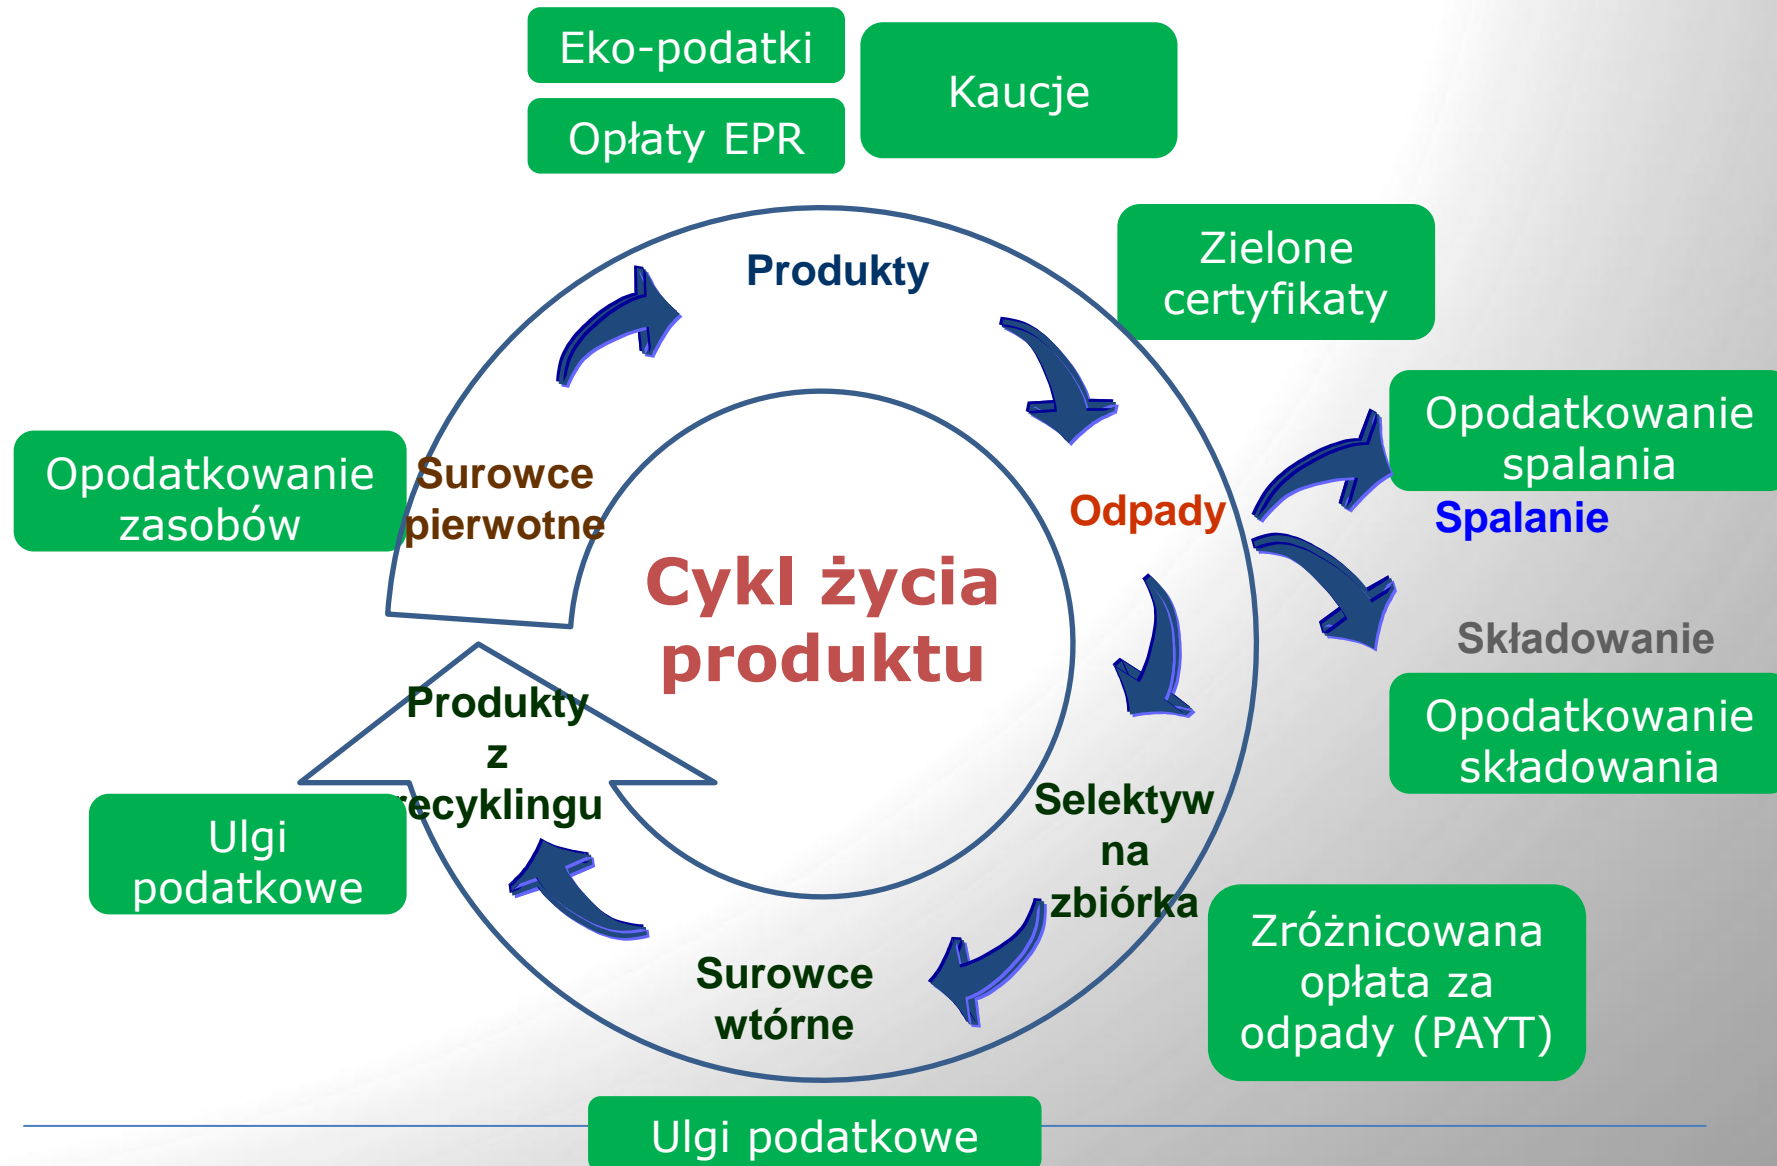 Eko-podatki
Opłaty EPR
Kaucje
Zielone
certyfikaty
Produkty
Opodatkowanie
zasobów
Surowce
pierwotne
Odpady
Opodatkowanie
spalania
Spalanie
Cykl życia
produktu
Składowanie
Opodatkowanie
składowania
Produkty
z
recyklingu
Ulgi
podatkowe
Selektyw
na
zbiórka
Zróżnicowana
opłata za
odpady (PAYT)
Surowce
wtórne
Ulgi podatkowe